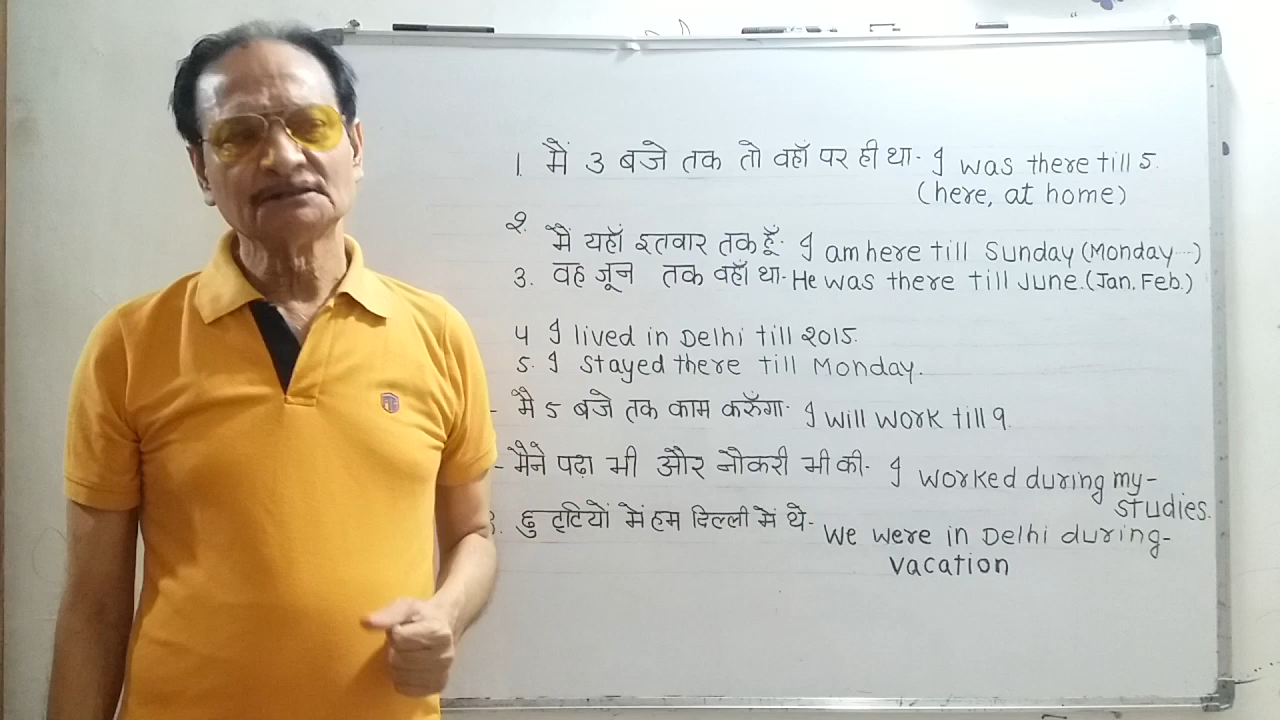 1. मैं 3 बजे तक तो वहाँ पर ही था- I was there till 5.
(here, at home)
2. मैं यहाँ इतवार तक हूँ- I am here till Sunday (Monday...)
3. वह जून तक वहाँ था- He was there till June. (Jan, Feb.)
4 I lived in Delhi till 2015.
5. I stayed there till Monday.
- मै 5 बजे तक काम करूँगा- I will work till 9.
- मैने पढ़ा भी और नौकरी भी की- I worked during my-
studies.
छुट्टियों में हम दिल्ली में थे- We were in Delhi during-
vacation